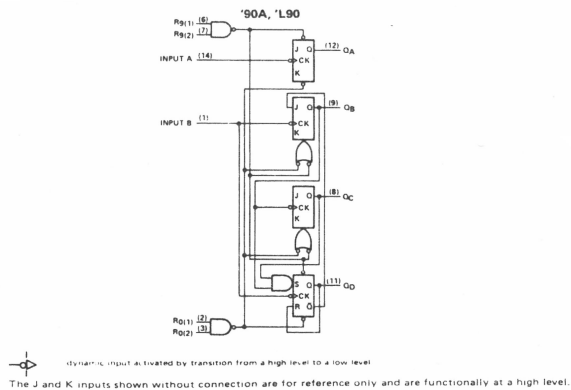 '90A, 'L90
R9(1) (6)
R9(2) (7)
(12) QA
J Q
CK
K
INPUT A (14)
(9) QB
J Q
CK
K
INPUT B (1)
(8) QC
J Q
CK
K
(11) QD
S Q
CK
R Q
R0(1) (2)
R0(2) (3)
dynamic input activated by transition from a high level to a low level
The J and K inputs shown without connection are for reference only and are functionally at a high level.